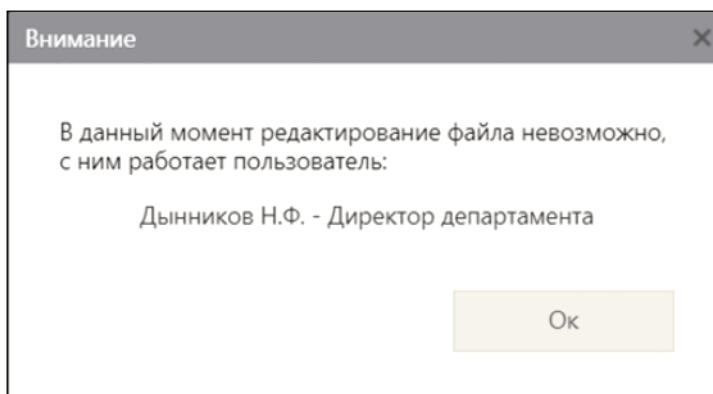 Внимание
В данный момент редактирование файла невозможно,
с ним работает пользователь:
Дынников Н.Ф. - Директор департамента
Ок